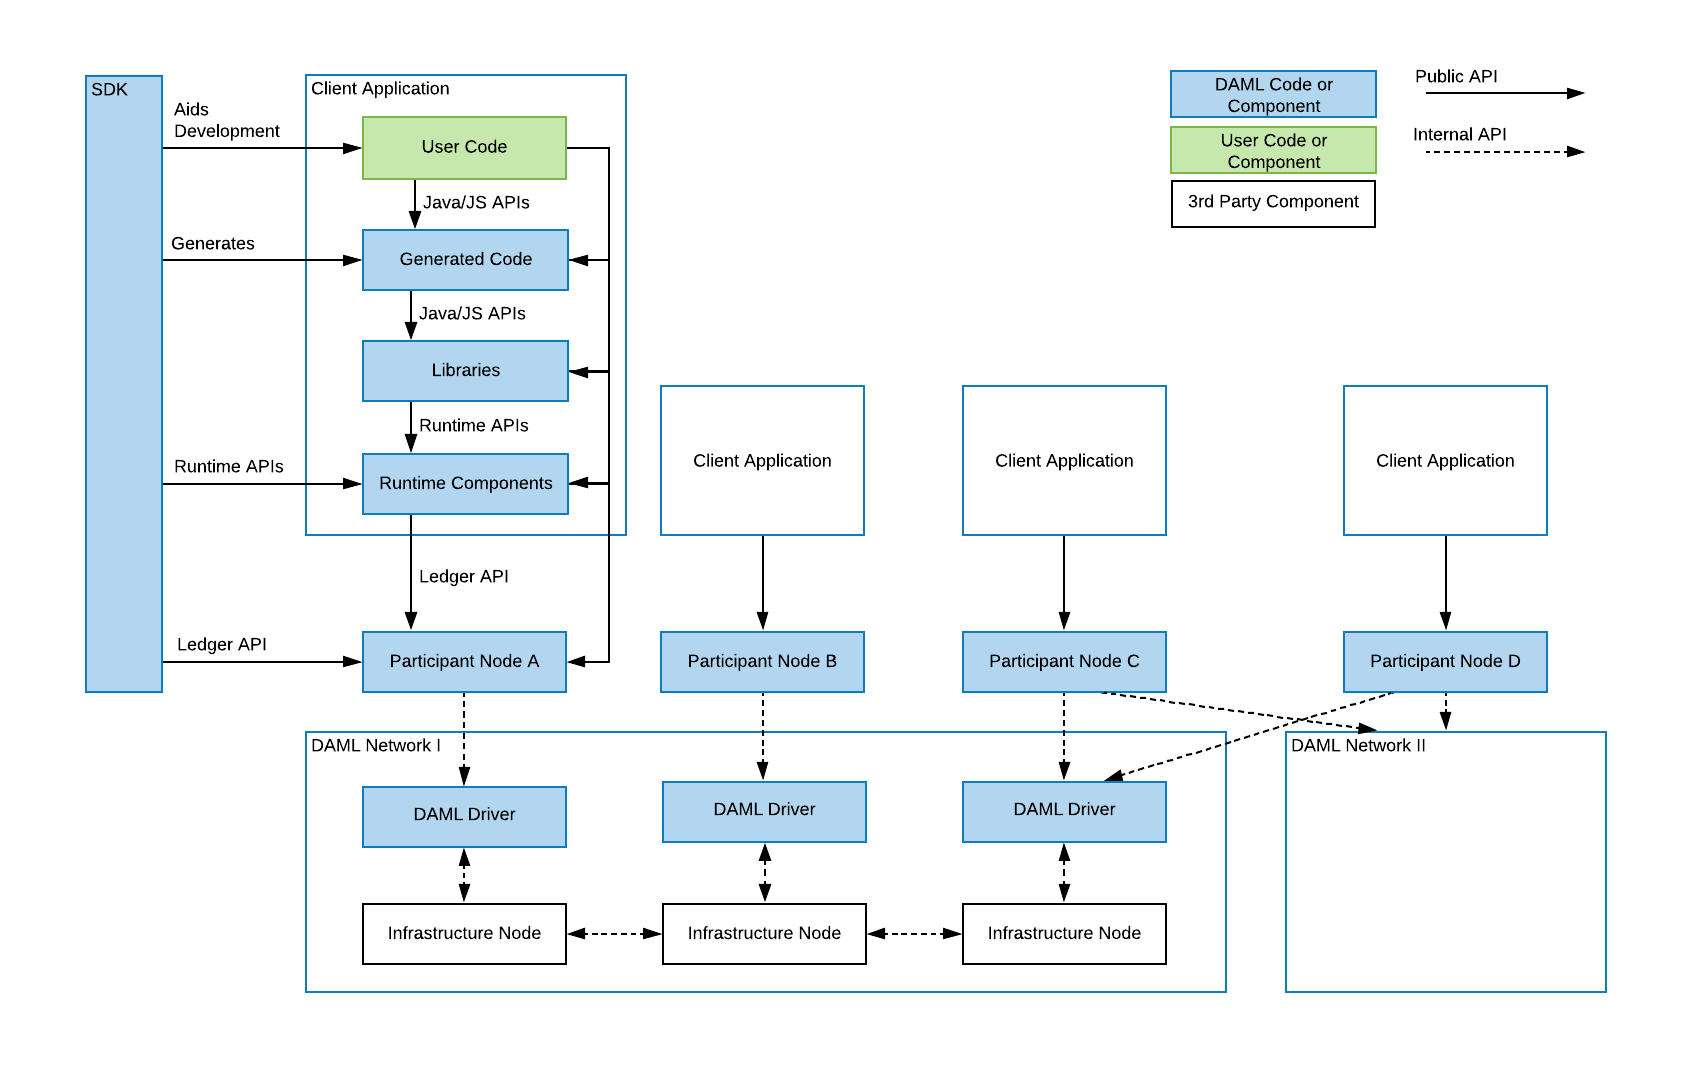 SDK
Client Application
Aids
Development
User Code
Java/JS APIs
Generates
Generated Code
Java/JS APIs
Libraries
Runtime APIs
Runtime APIs
Runtime Components
Ledger API
Ledger API
DAML Code or
Component
User Code or
Component
3rd Party Component
Public API
Internal API
Client Application
Client Application
Client Application
Participant Node A
Participant Node B
Participant Node C
Participant Node D
DAML Network I
DAML Network II
DAML Driver
DAML Driver
DAML Driver
Infrastructure Node
Infrastructure Node
Infrastructure Node